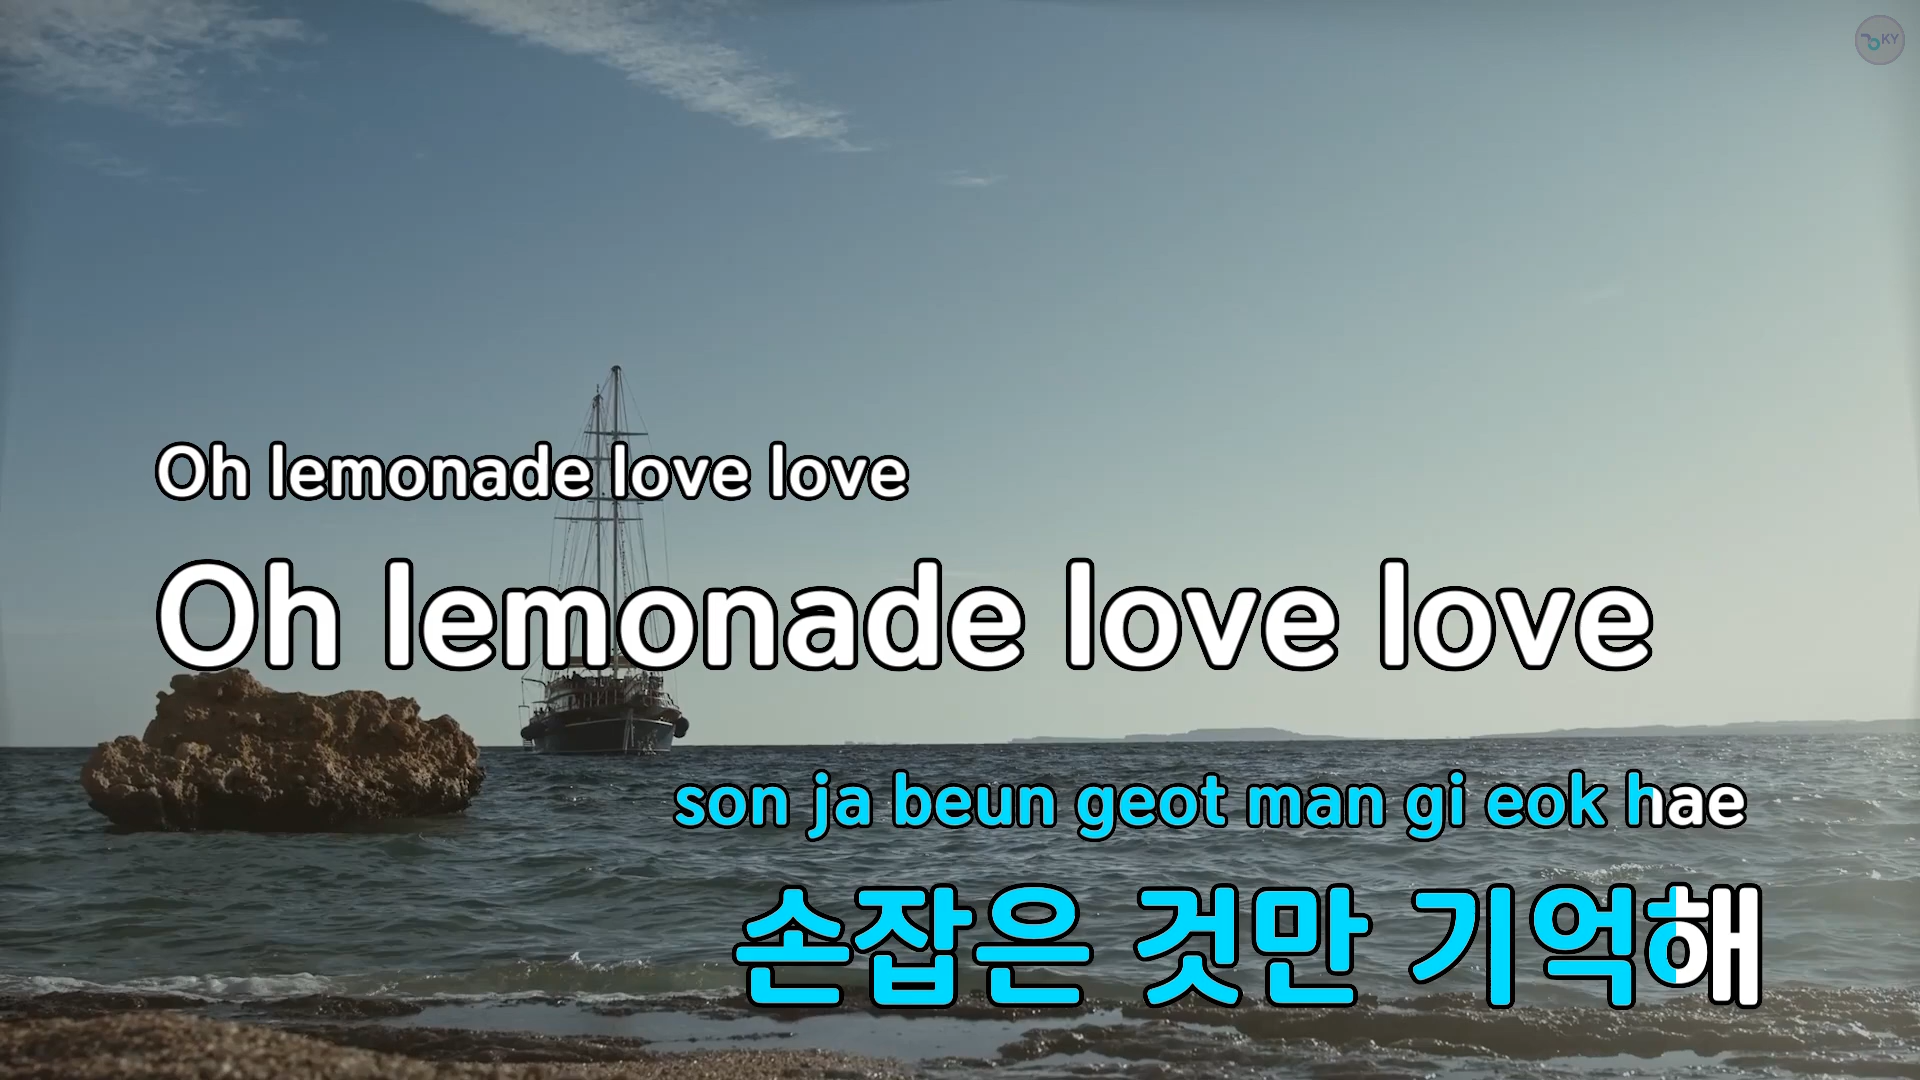 KY
Oh lemonade love love
Oh lemonade love love
son ja beun geot man gi eok hae
손잡은 것만 기억해